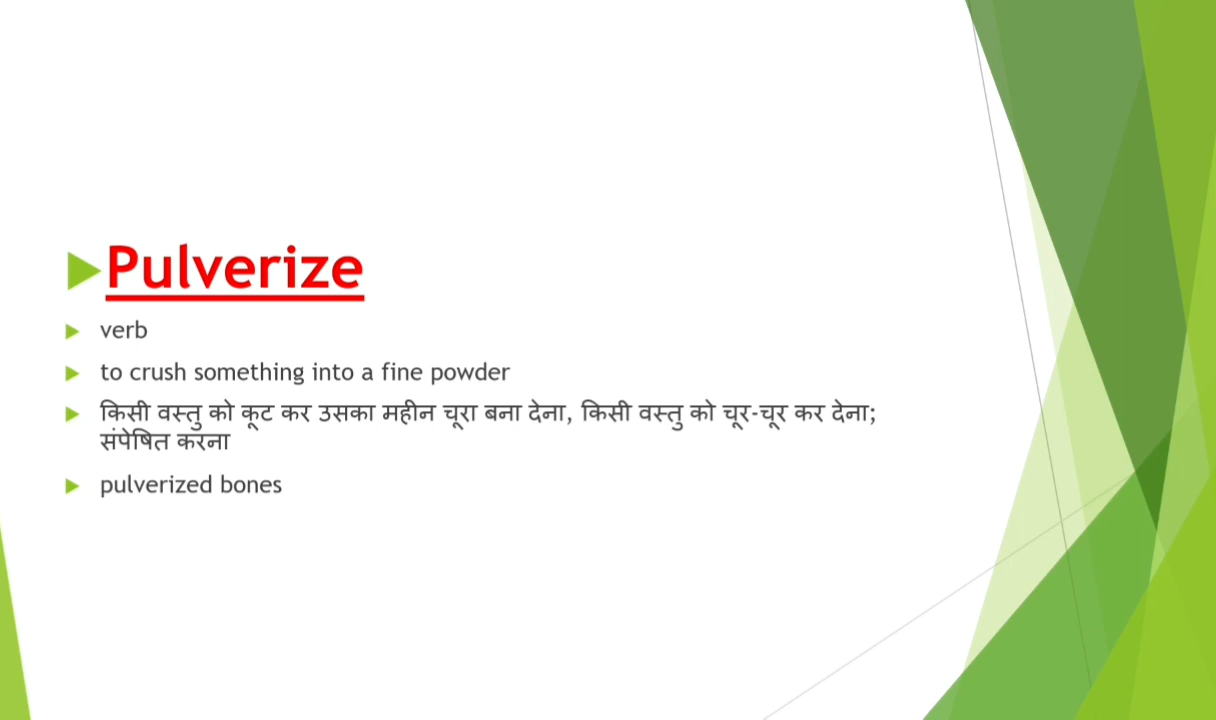 Pulverize
verb
to crush something into a fine powder
किसी वस्तु को कूट कर उसका महीन चूरा बना देना, किसी वस्तु को चूर-चूर कर देना;
संपेषित करना
pulverized bones